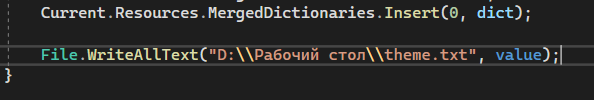 Current.Resources.MergedDictionaries.Insert(0, dict);
File.WriteAllText("D:\\Рабочий стол\\theme.txt", value);
}